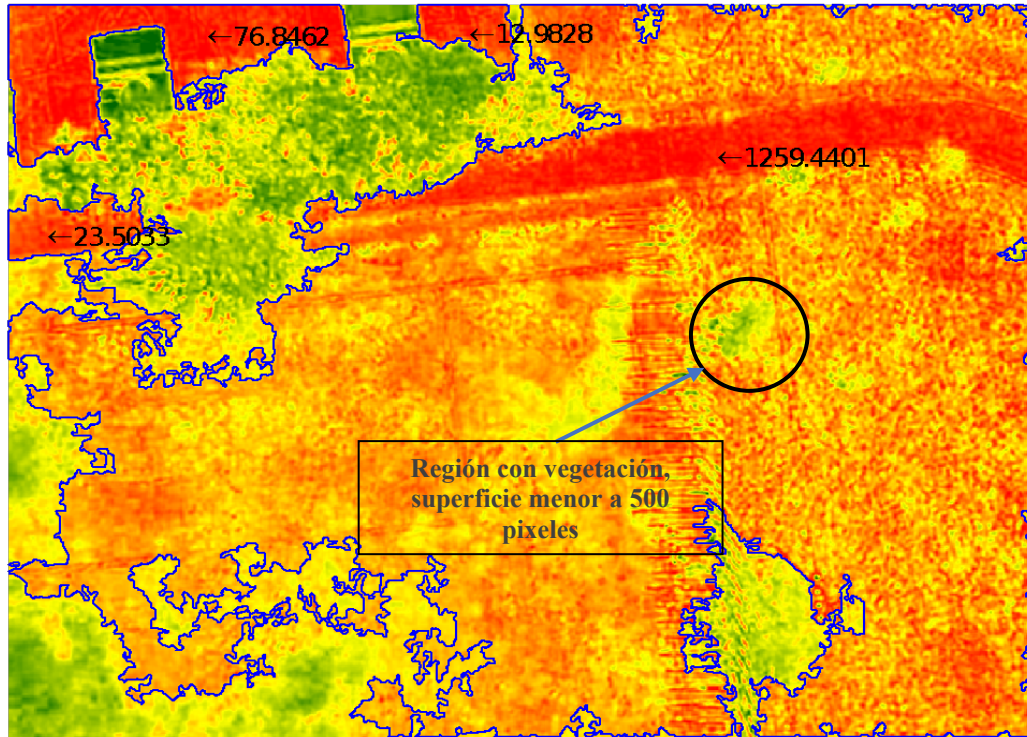 ←76.8462
←12.9828
←1259.4401
←23.5033
Región con vegetación,
superficie menor a 500
pixeles